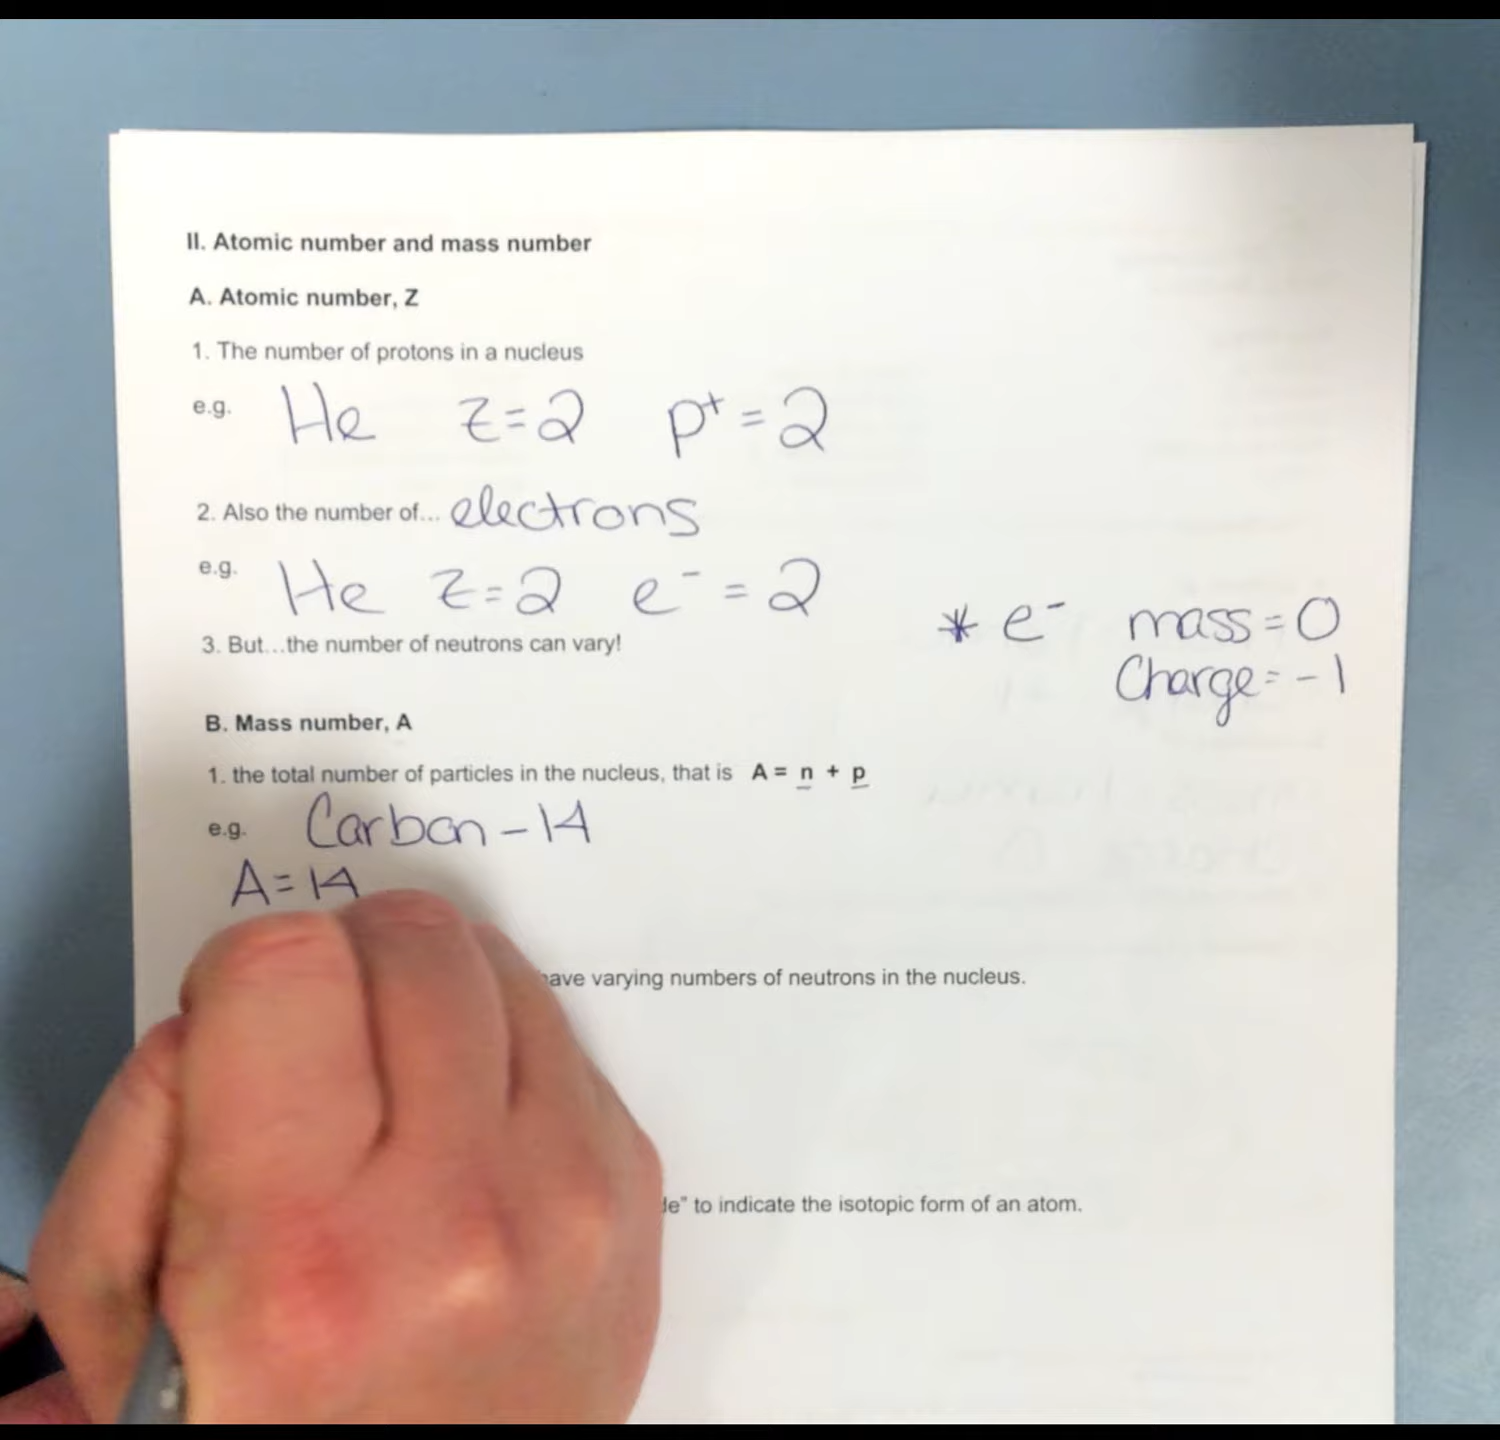 II. Atomic number and mass number
A. Atomic number, Z
1. The number of protons in a nucleus
e.g. He Z=2 p⁺=2
2. Also the number of... electrons
e.g. He Z=2 e⁻=2
* e⁻ mass=0
3. But...the number of neutrons can vary!
Charge=-1
B. Mass number, A
1. the total number of particles in the nucleus, that is A = n + p
e.g. Carbon-14
A=14
varying numbers of neutrons in the nucleus.
to indicate the isotopic form of an atom.